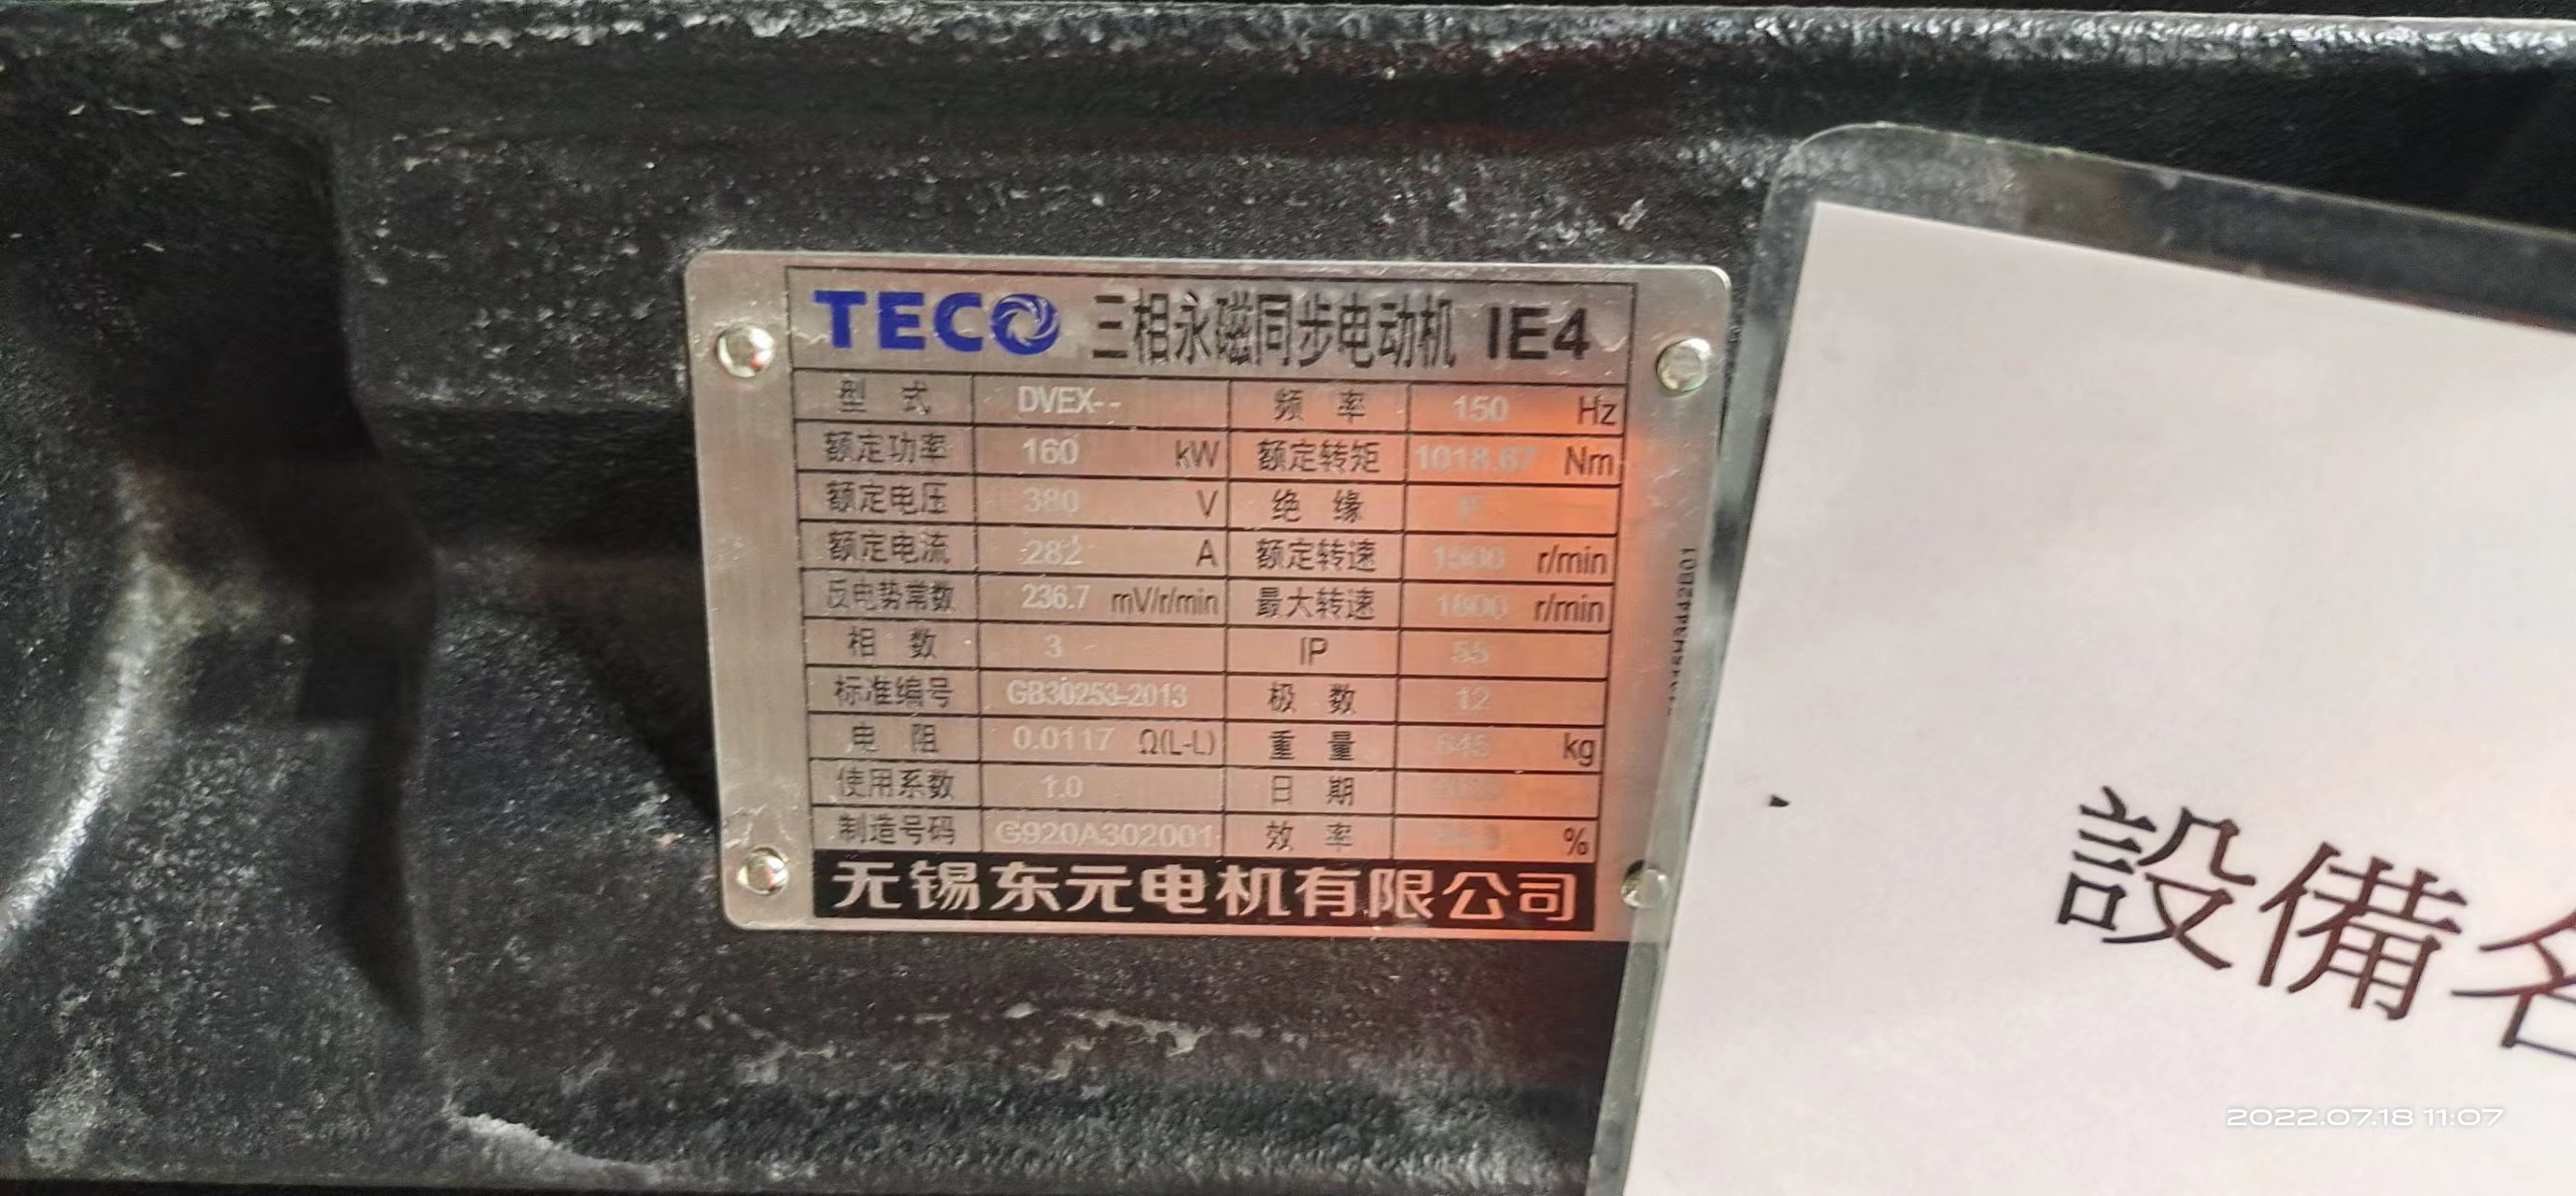 TECO 三相永磁同步电动机 IE4
型 式 DVEX-- 频 率 150 Hz
额定功率 160 kW 额定转矩 1018.67 Nm
额定电压 380 V 绝 缘 F
额定电流 282 A 额定转速 1500 r/min
反电势常数 236.7 mV/r/min 最大转速 1800 r/min
相 数 3 IP 55
标准编号 GB30253-2013 极 数 12
电 阻 0.0117 Ω(L-L) 重 量 645 kg
使用系数 1.0 日 期
制造号码 G920A302001- 效 率 %
无锡东元电机有限公司
設備名
2022.07.18 11:07